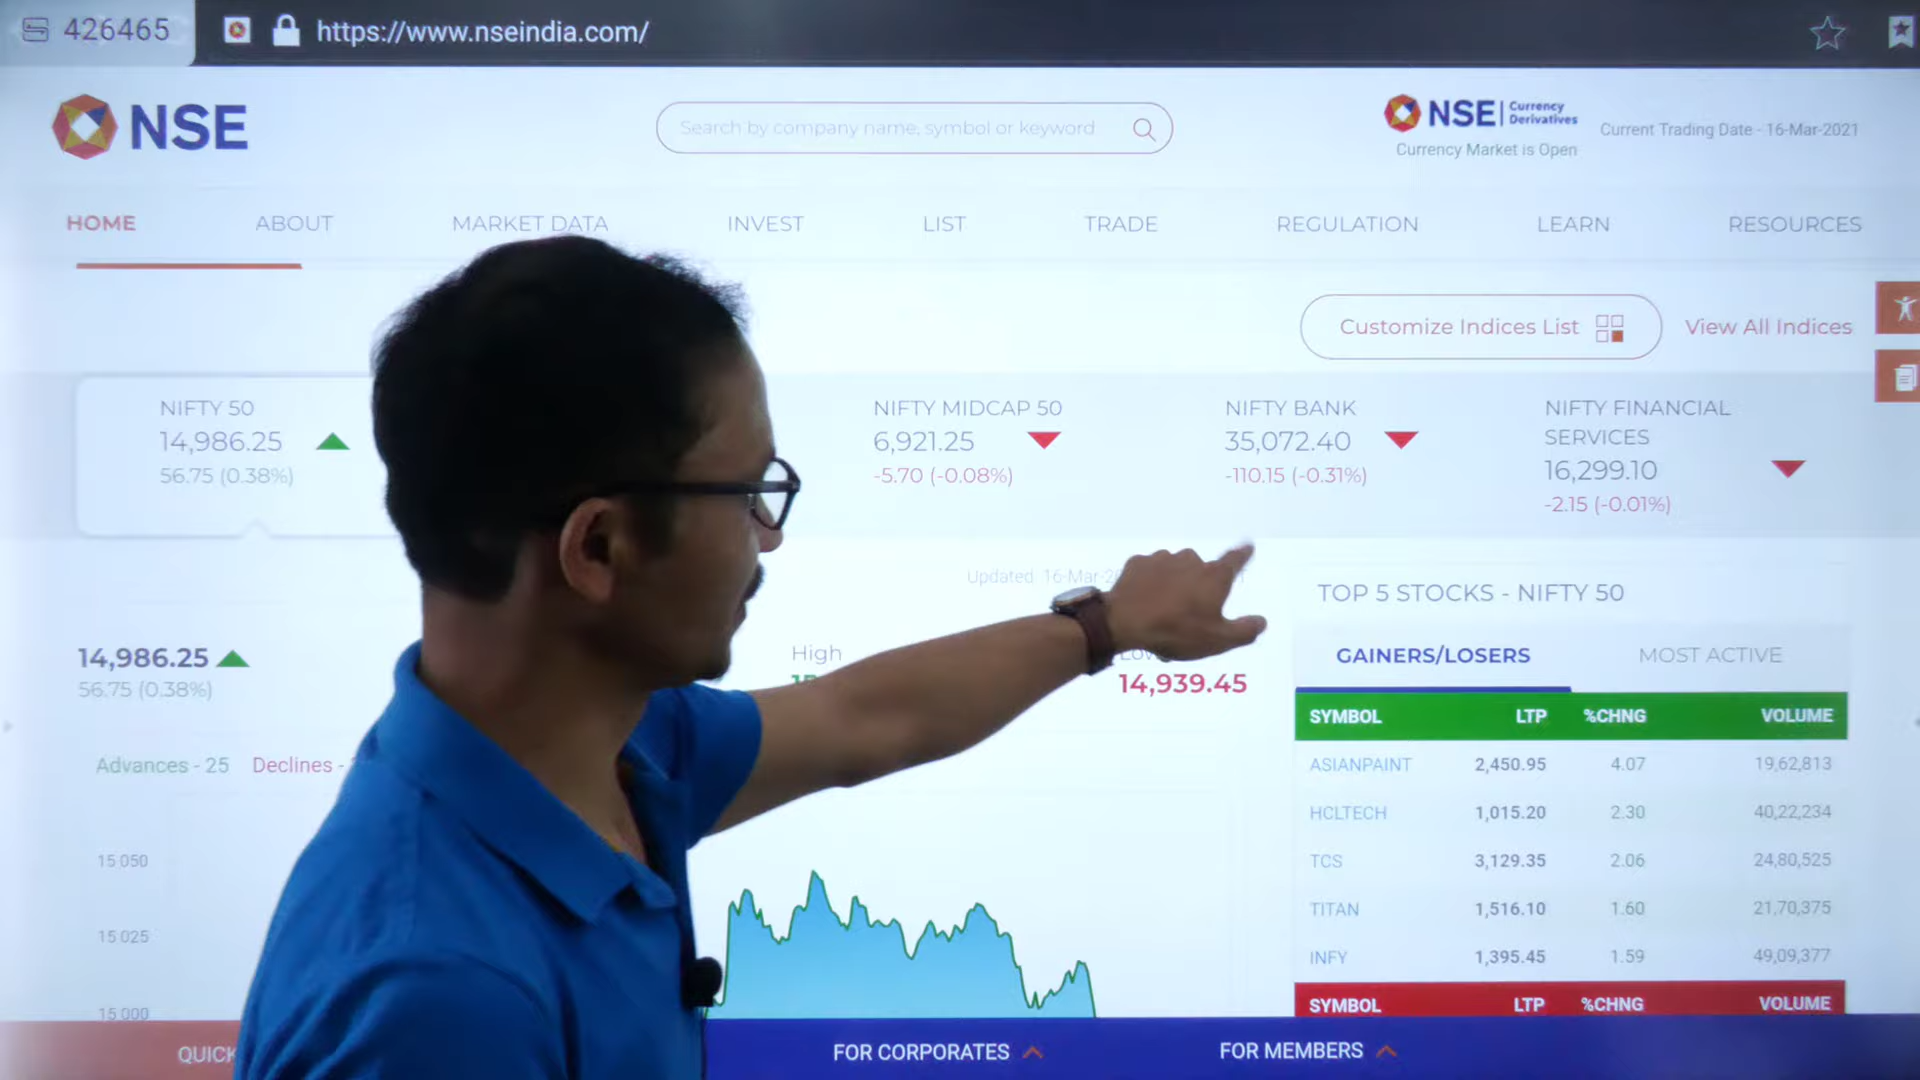 426465
https://www.nseindia.com/
NSE
Search by company name, symbol or keyword
NSE Currency Derivatives
Currency Market is Open
Current Trading Date - 16-Mar-2021
HOME ABOUT MARKET DATA INVEST LIST TRADE REGULATION LEARN RESOURCES
Customize Indices List
View All Indices
NIFTY 50
14,986.25
56.75 (0.38%)
NIFTY MIDCAP 50
6,921.25
-5.70 (-0.08%)
NIFTY BANK
35,072.40
-110.15 (-0.31%)
NIFTY FINANCIAL
SERVICES
16,299.10
-2.15 (-0.01%)
Updated: 16-Mar-
14,986.25
56.75 (0.38%)
High
14,939.45
Advances - 25 Declines -
15 050
15 025
15 000
TOP 5 STOCKS - NIFTY 50
GAINERS/LOSERS MOST ACTIVE
SYMBOL LTP %CHNG VOLUME
ASIANPAINT 2,450.95 4.07 19,62,813
HCLTECH 1,015.20 2.30 40,22,234
TCS 3,129.35 2.06 24,80,525
TITAN 1,516.10 1.60 21,70,375
INFY 1,395.45 1.59 49,09,377
SYMBOL LTP %CHNG VOLUME
QUICK
FOR CORPORATES
FOR MEMBERS